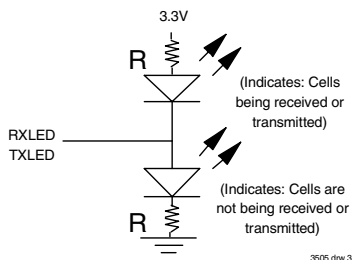 3.3V
R
(Indicates: Cells
being received or
transmitted)
RXLED
TXLED
(Indicates: Cells are
not being received or
transmitted)
R
3505 drw 3